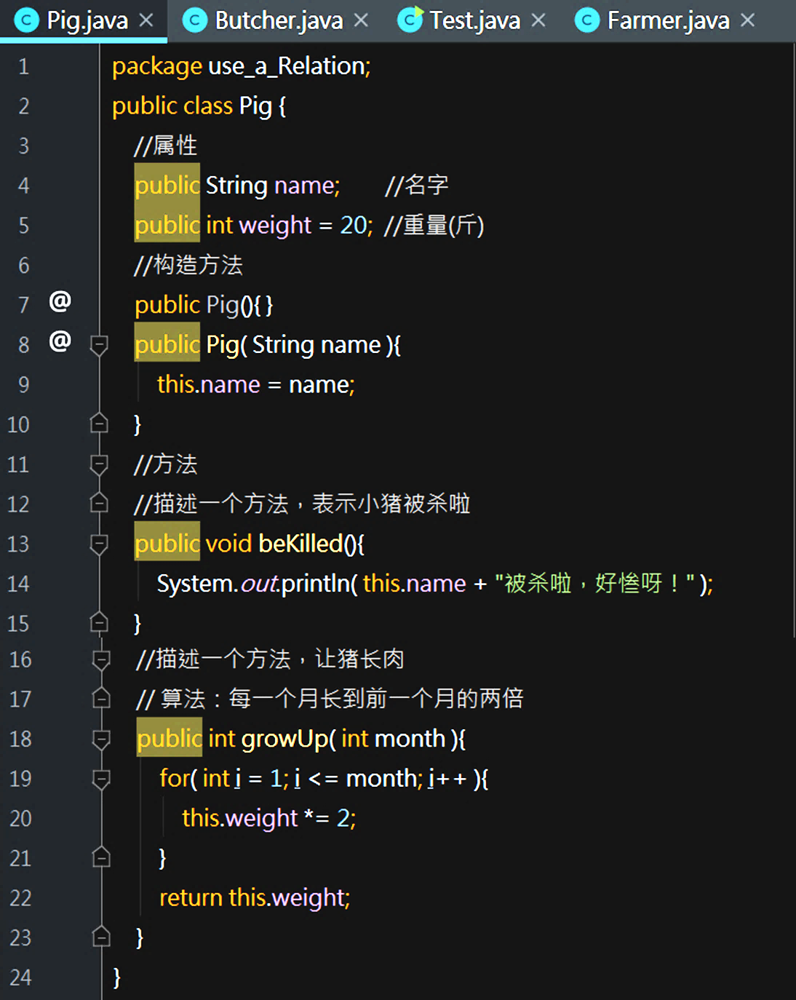 Pig.java Butcher.java Test.java Farmer.java
1 package use_a_Relation;
2 public class Pig {
3 //属性
4 public String name; //名字
5 public int weight = 20; //重量(斤)
6 //构造方法
7 @ public Pig(){ }
8 @ public Pig( String name ){
9 this.name = name;
10 }
11 //方法
12 //描述一个方法，表示小猪被杀啦
13 public void beKilled(){
14 System.out.println( this.name + "被杀啦，好惨呀！" );
15 }
16 //描述一个方法，让猪长肉
17 // 算法：每一个月长到前一个月的两倍
18 public int growUp( int month ){
19 for( int i = 1; i <= month; i++ ){
20 this.weight *= 2;
21 }
22 return this.weight;
23 }
24 }